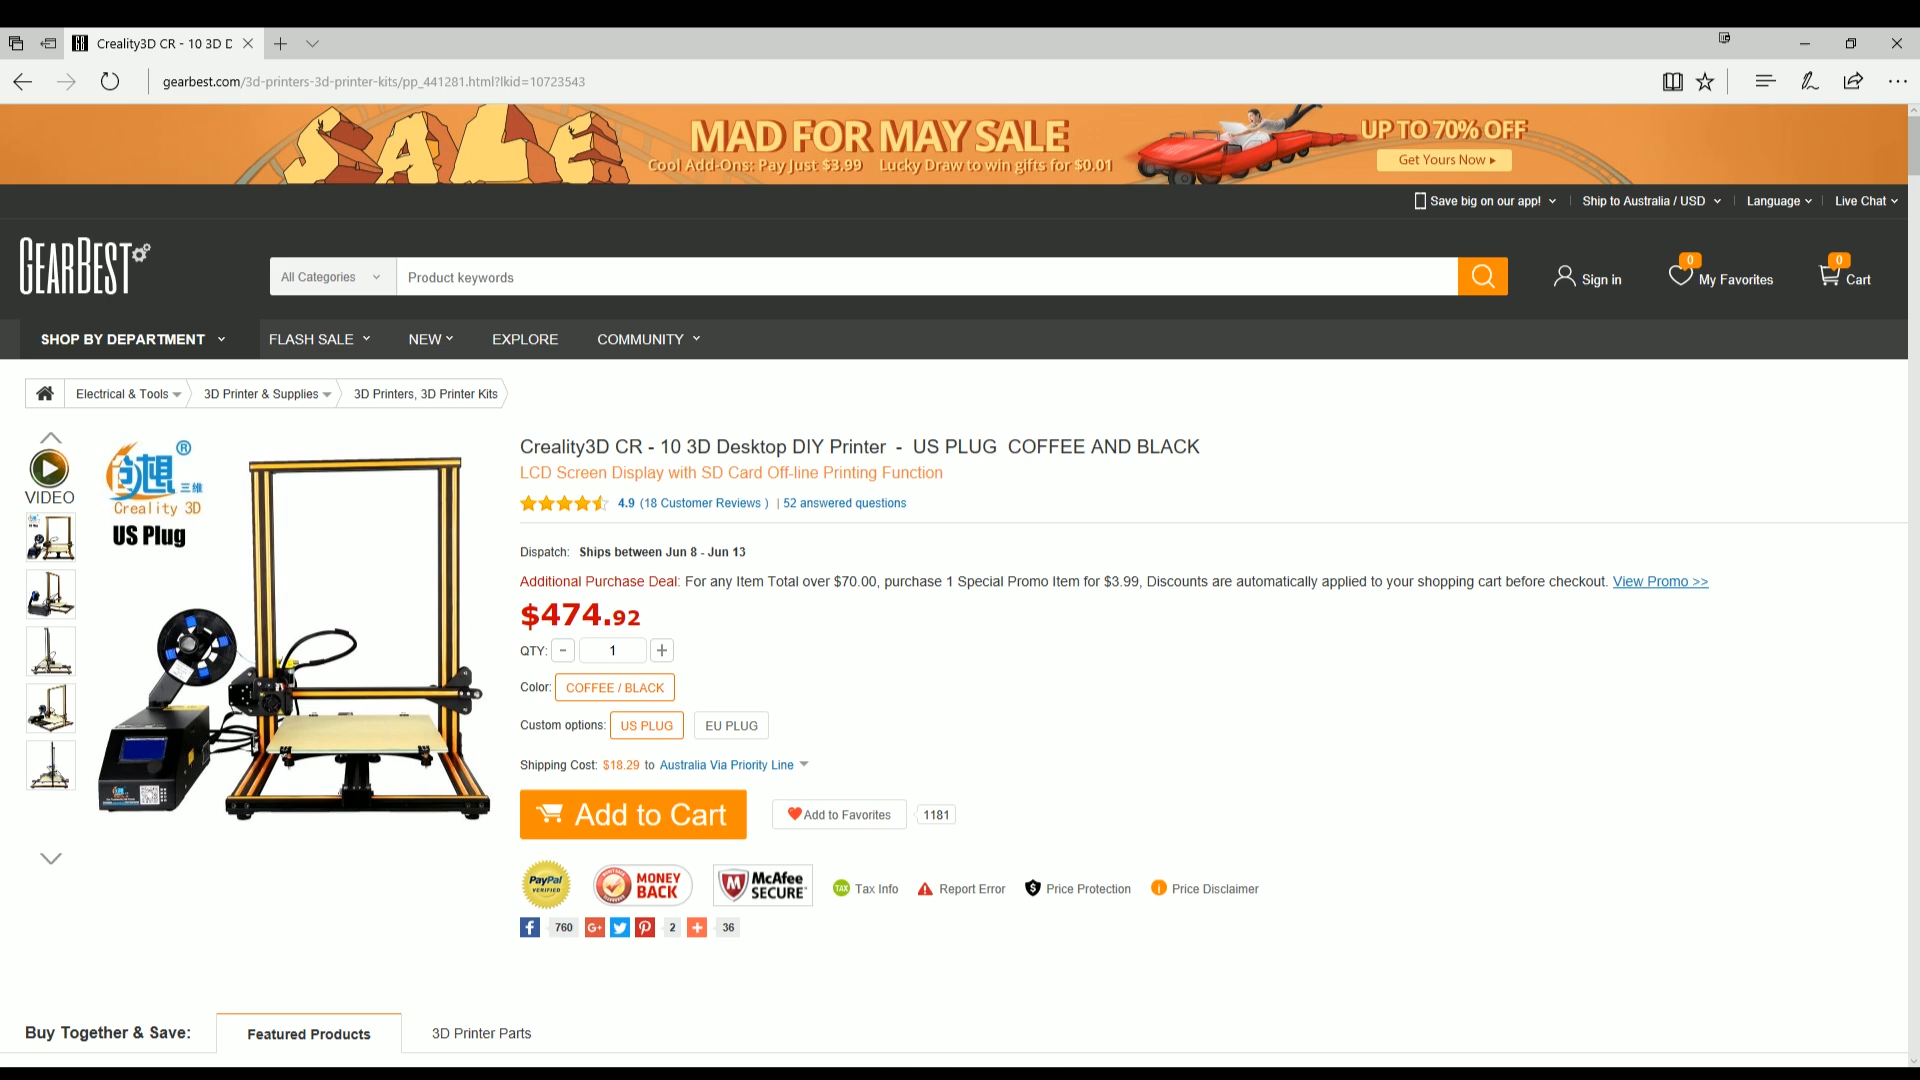 Creality3D CR - 10 3D D
gearbest.com/3d-printers-3d-printer-kits/pp_441281.html?lkid=10723543
SALE
MAD FOR MAY SALE
Cool Add-Ons: Pay Just $3.99 Lucky Draw to win gifts for $0.01
UP TO 70% OFF
Get Yours Now
Save big on our app!
Ship to Australia / USD
Language
Live Chat
GEARBEST
All Categories
Product keywords
Sign in
0
My Favorites
0
Cart
SHOP BY DEPARTMENT
FLASH SALE
NEW
EXPLORE
COMMUNITY
Electrical & Tools
3D Printer & Supplies
3D Printers, 3D Printer Kits
VIDEO
创想三维 ®
Creality 3D
US Plug
Creality3D CR - 10 3D Desktop DIY Printer - US PLUG COFFEE AND BLACK
LCD Screen Display with SD Card Off-line Printing Function
4.9 (18 Customer Reviews ) | 52 answered questions
Dispatch: Ships between Jun 8 - Jun 13
Additional Purchase Deal: For any Item Total over $70.00, purchase 1 Special Promo Item for $3.99, Discounts are automatically applied to your shopping cart before checkout. View Promo >>
$474.92
QTY: - 1 +
Color: COFFEE / BLACK
Custom options: US PLUG EU PLUG
Shipping Cost: $18.29 to Australia Via Priority Line
Add to Cart
Add to Favorites
1181
PayPal
VERIFIED
MONEY
BACK
McAfee
SECURE
TAX Tax Info
Report Error
Price Protection
Price Disclaimer
f 760 G+ 2 + 36
Buy Together & Save:
Featured Products
3D Printer Parts